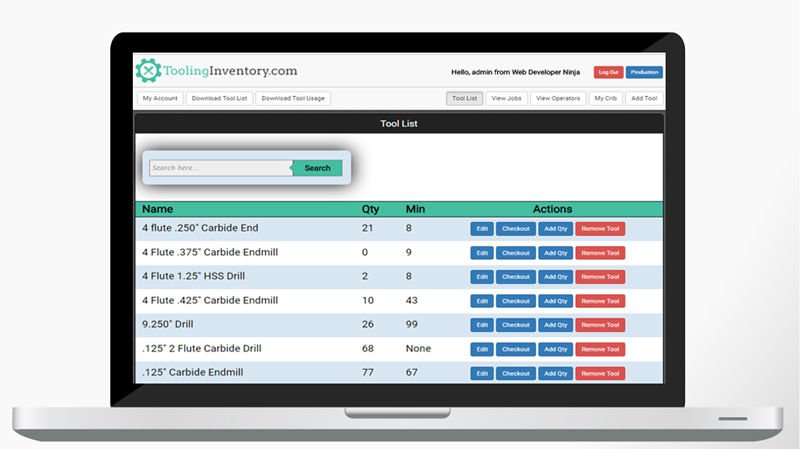 ToolingInventory.com
Hello, admin from Web Developer Ninja
Log Out
Production
My Account
Download Tool List
Download Tool Usage
Tool List
View Jobs
View Operators
My Crib
Add Tool
Tool List
Search here...
Search
Name Qty Min Actions
4 flute .250" Carbide End 21 8 Edit Checkout Add Qty Remove Tool
4 Flute .375" Carbide Endmill 0 9 Edit Checkout Add Qty Remove Tool
4 Flute 1.25" HSS Drill 2 8 Edit Checkout Add Qty Remove Tool
4 Flute .425" Carbide Endmill 10 43 Edit Checkout Add Qty Remove Tool
9.250" Drill 26 99 Edit Checkout Add Qty Remove Tool
.125" 2 Flute Carbide Drill 68 None Edit Checkout Add Qty Remove Tool
.125" Carbide Endmill 77 67 Edit Checkout Add Qty Remove Tool